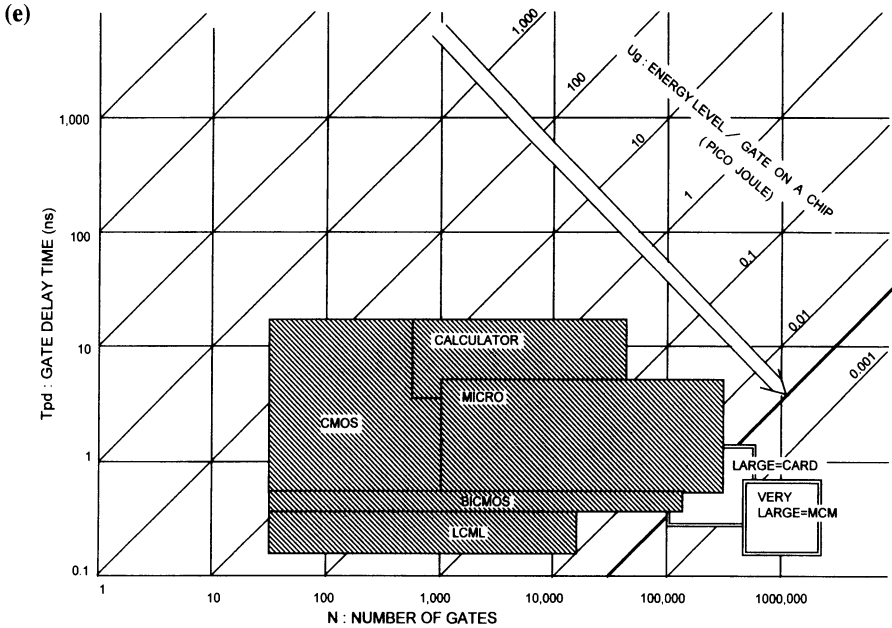 (e)
1,000
100
10
1
0.1
0.01
0.001
Ug : ENERGY LEVEL / GATE ON A CHIP
( PICO JOULE)
Tpd : GATE DELAY TIME (ns)
1,000
100
10
1
0.1
CALCULATOR
MICRO
CMOS
BICMOS
LCML
LARGE=CARD
VERY
LARGE=MCM
1
10
100
1,000
10,000
100,000
1000,000
N : NUMBER OF GATES